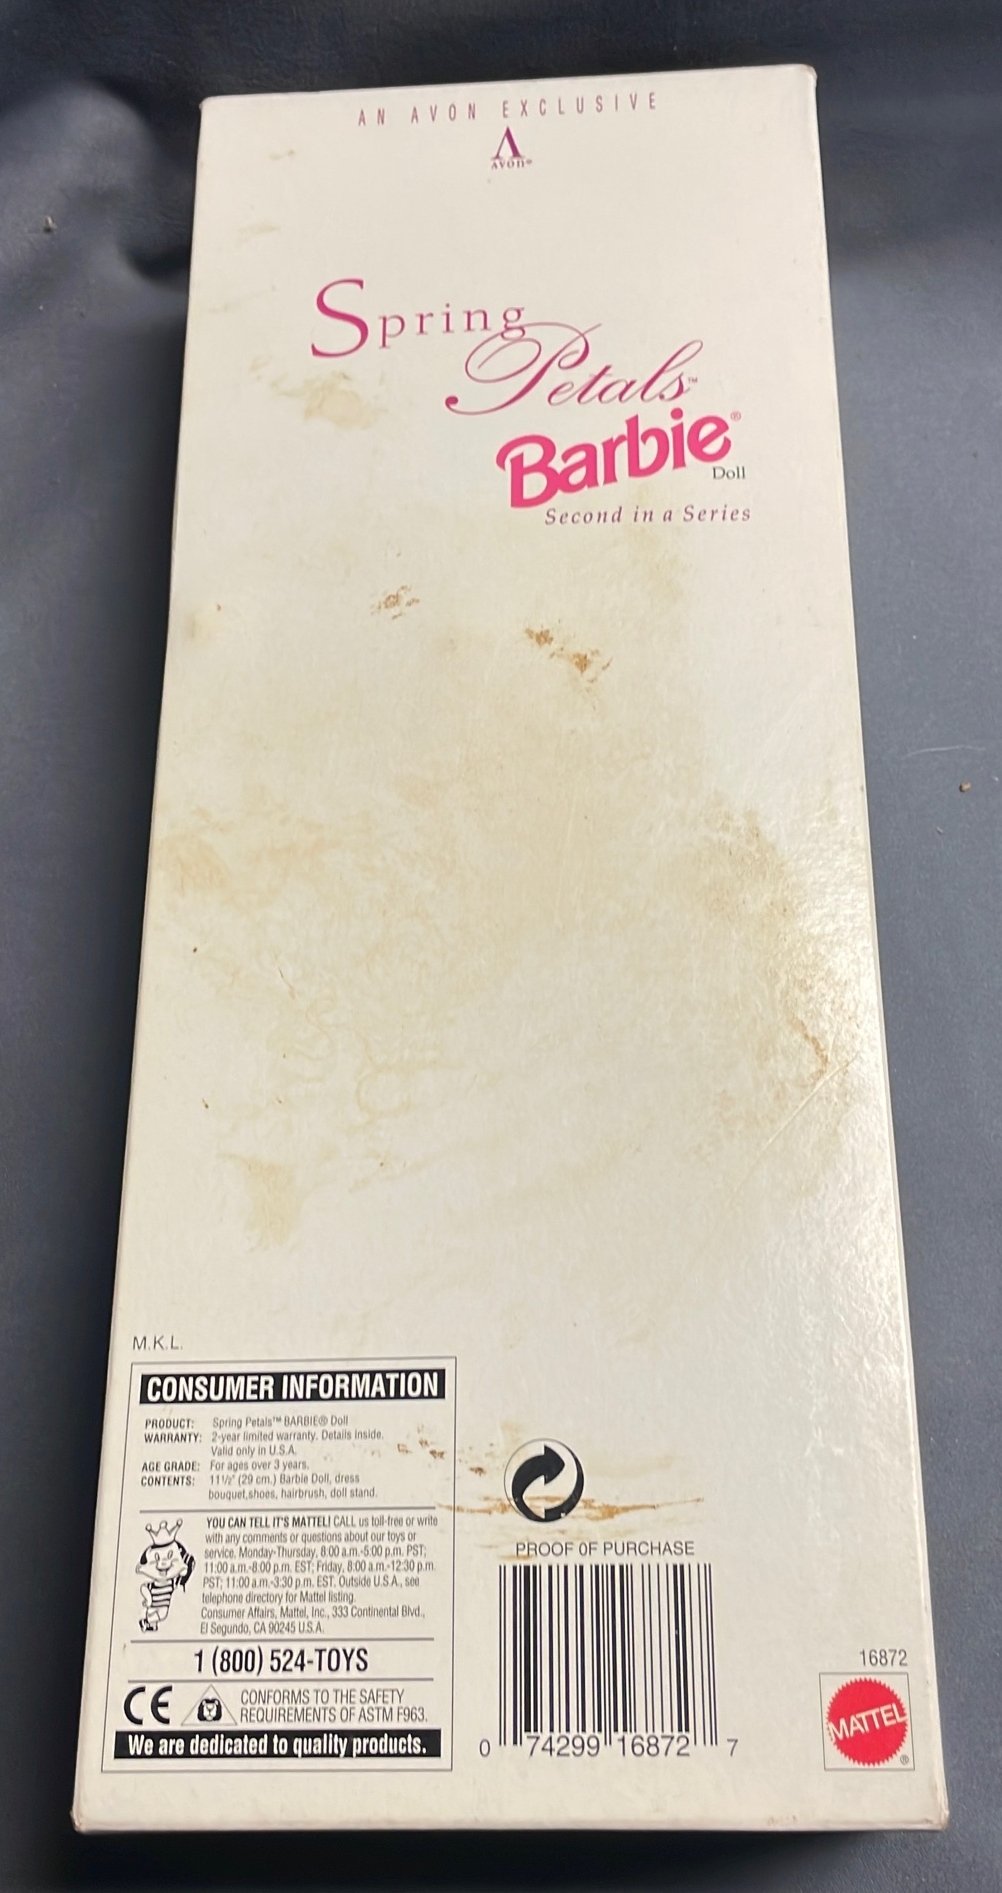 AN AVON EXCLUSIVE
AVON®
Spring
Petals™
Barbie®
Doll
Second in a Series
M.K.L.
CONSUMER INFORMATION
PRODUCT: Spring Petals™ BARBIE® Doll
WARRANTY: 2-year limited warranty. Details inside.
Valid only in U.S.A.
AGE GRADE: For ages over 3 years.
CONTENTS: 11½" (29 cm.) Barbie Doll, dress
bouquet,shoes, hairbrush, doll stand.
YOU CAN TELL IT'S MATTEL! CALL us toll-free or write
with any comments or questions about our toys or
service. Monday-Thursday, 8:00 a.m.-5:00 p.m. PST;
11:00 a.m.-8:00 p.m. EST; Friday, 8:00 a.m.-12:30 p.m.
PST; 11:00 a.m.-3:30 p.m. EST. Outside U.S.A., see
telephone directory for Mattel listing.
Consumer Affairs, Mattel, Inc., 333 Continental Blvd.,
El Segundo, CA 90245 U.S.A.
1 (800) 524-TOYS
CE
CONFORMS TO THE SAFETY
REQUIREMENTS OF ASTM F963.
We are dedicated to quality products.
PROOF OF PURCHASE
0 74299 16872 7
16872
MATTEL
®